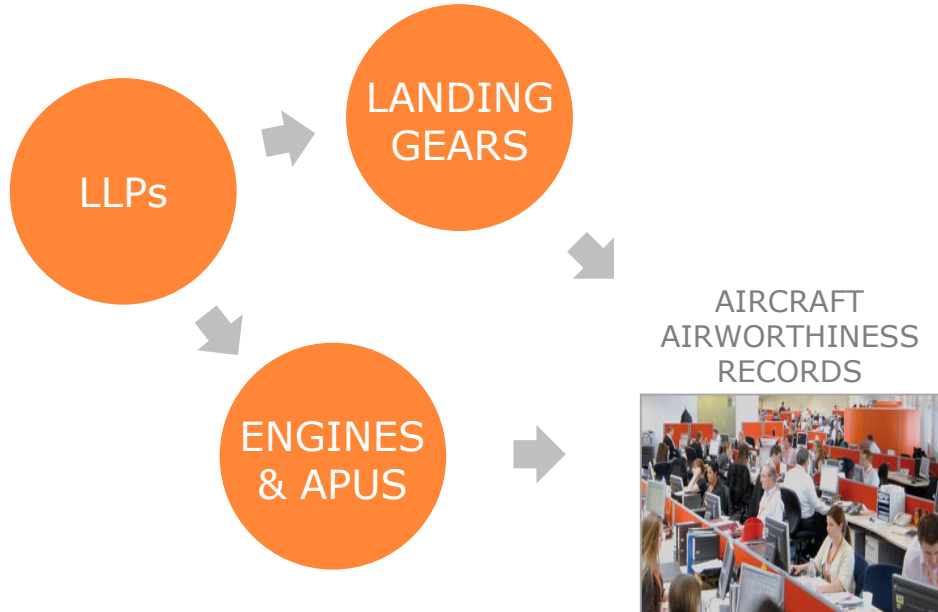 LLPs
LANDING
GEARS
ENGINES
& APUS
AIRCRAFT
AIRWORTHINESS
RECORDS